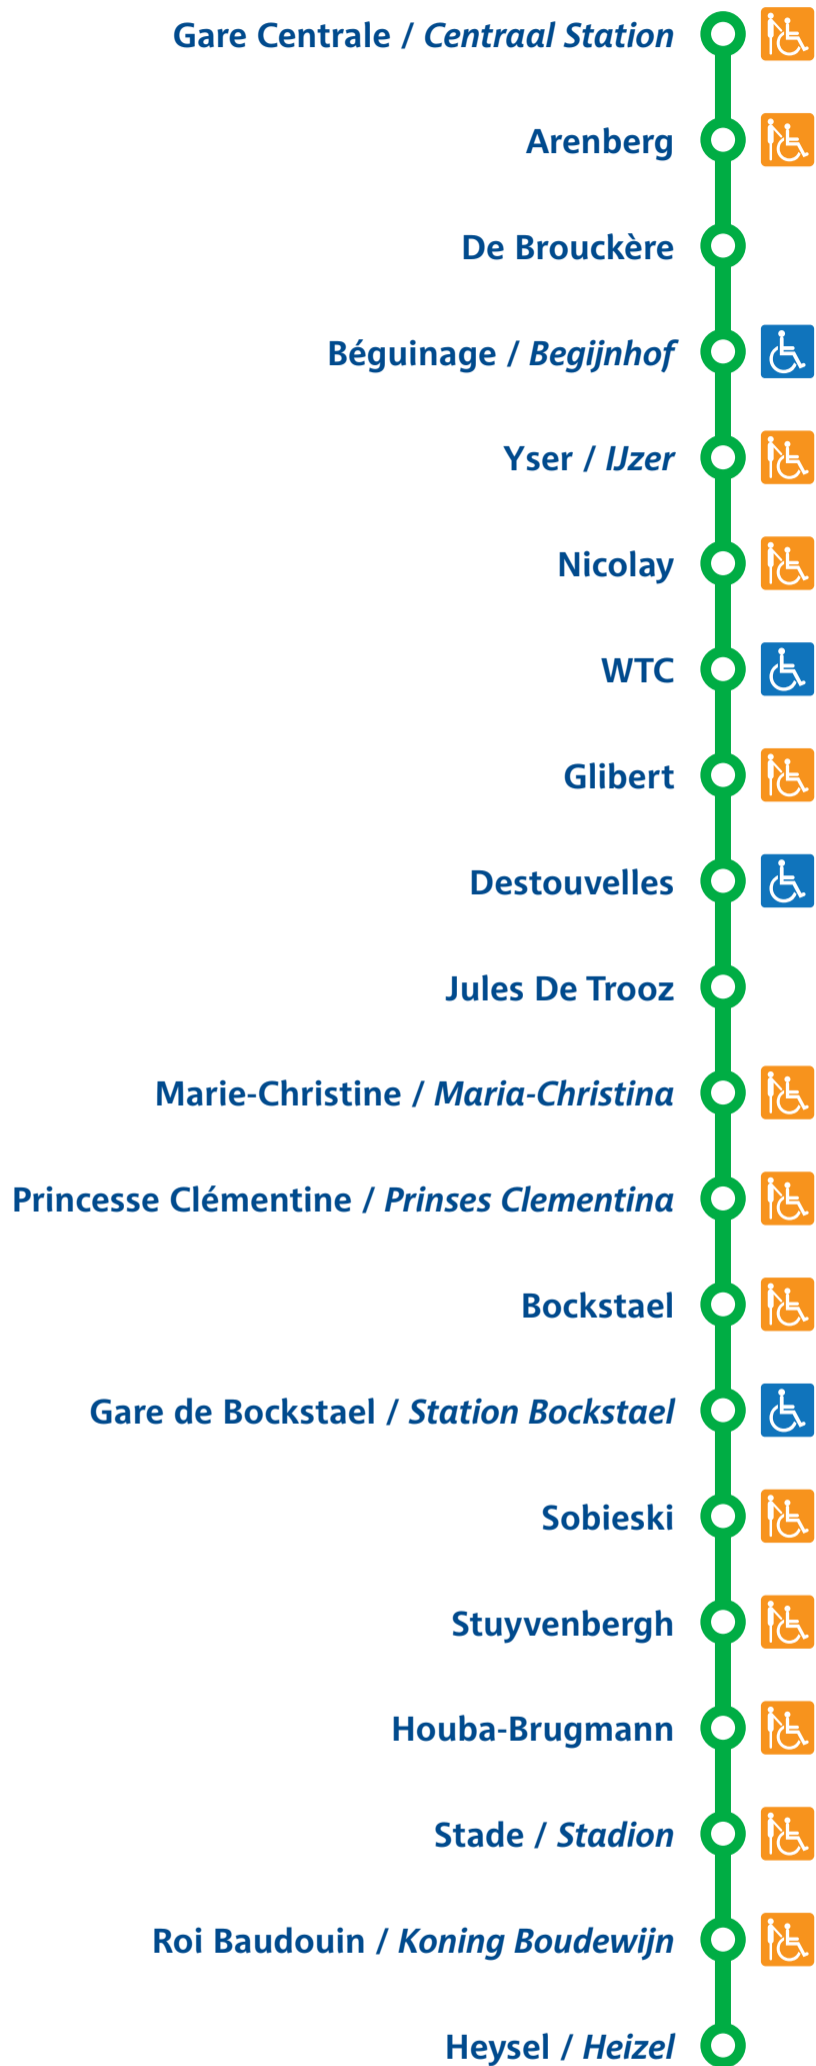 Gare Centrale / Centraal Station
Arenberg
De Brouckère
Béguinage / Begijnhof
Yser / IJzer
Nicolay
WTC
Glibert
Destouvelles
Jules De Trooz
Marie-Christine / Maria-Christina
Princesse Clémentine / Prinses Clementina
Bockstael
Gare de Bockstael / Station Bockstael
Sobieski
Stuyvenbergh
Houba-Brugmann
Stade / Stadion
Roi Baudouin / Koning Boudewijn
Heysel / Heizel